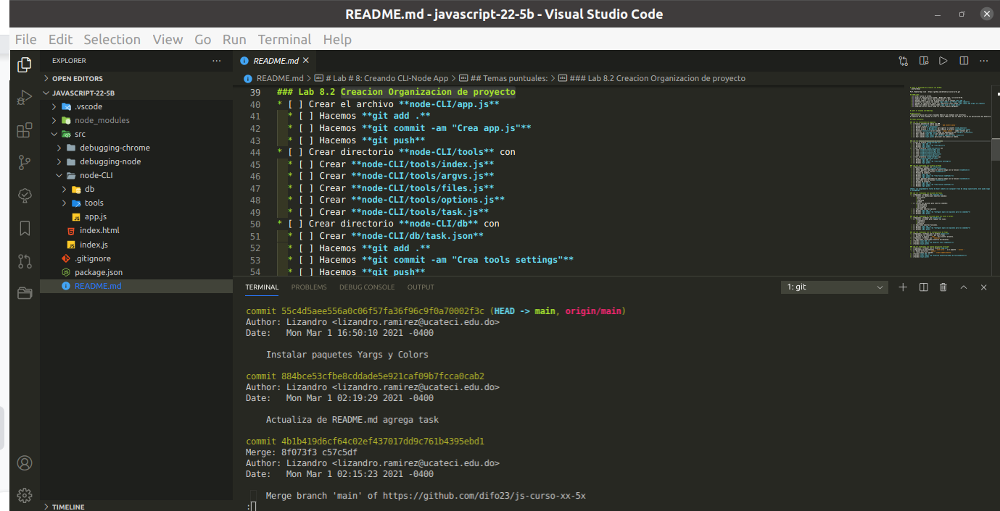 README.md - javascript-22-5b - Visual Studio Code
File Edit Selection View Go Run Terminal Help
EXPLORER
OPEN EDITORS
JAVASCRIPT-22-5B
.vscode
node_modules
src
debugging-chrome
debugging-node
node-CLI
db
tools
app.js
index.html
index.js
.gitignore
package.json
README.md
TIMELINE
README.md
README.md > # Lab # 8: Creando CLI-Node App > ## Temas puntuales: > ### Lab 8.2 Creacion Organizacion de proyecto
39 ### Lab 8.2 Creacion Organizacion de proyecto
40 * [ ] Crear el archivo **node-CLI/app.js**
41 * [ ] Hacemos **git add .**
42 * [ ] Hacemos **git commit -am "Crea app.js"**
43 * [ ] Hacemos **git push**
44 * [ ] Crear directorio **node-CLI/tools** con
45 * [ ] Crear **node-CLI/tools/index.js**
46 * [ ] Crear **node-CLI/tools/argvs.js**
47 * [ ] Crear **node-CLI/tools/files.js**
48 * [ ] Crear **node-CLI/tools/options.js**
49 * [ ] Crear **node-CLI/tools/task.js**
50 * [ ] Crear directorio **node-CLI/db** con
51 * [ ] Crear **node-CLI/db/task.json**
52 * [ ] Hacemos **git add .**
53 * [ ] Hacemos **git commit -am "Crea tools settings"**
54 * [ ] Hacemos **git push**
TERMINAL PROBLEMS DEBUG CONSOLE OUTPUT 1: git
commit 55c4d5aee556a0c06f57fa36f96c9f0a70002f3c (HEAD -> main, origin/main)
Author: Lizandro <lizandro.ramirez@ucateci.edu.do>
Date: Mon Mar 1 16:50:10 2021 -0400
Instalar paquetes Yargs y Colors
commit 884bce53cfbe8cddade5e921caf09b7fcca0cab2
Author: Lizandro <lizandro.ramirez@ucateci.edu.do>
Date: Mon Mar 1 02:19:29 2021 -0400
Actualiza de README.md agrega task
commit 4b1b419d6cf64c02ef437017dd9c761b4395ebd1
Merge: 8f073f3 c57c5df
Author: Lizandro <lizandro.ramirez@ucateci.edu.do>
Date: Mon Mar 1 02:15:23 2021 -0400
Merge branch 'main' of https://github.com/difo23/js-curso-xx-5x
: